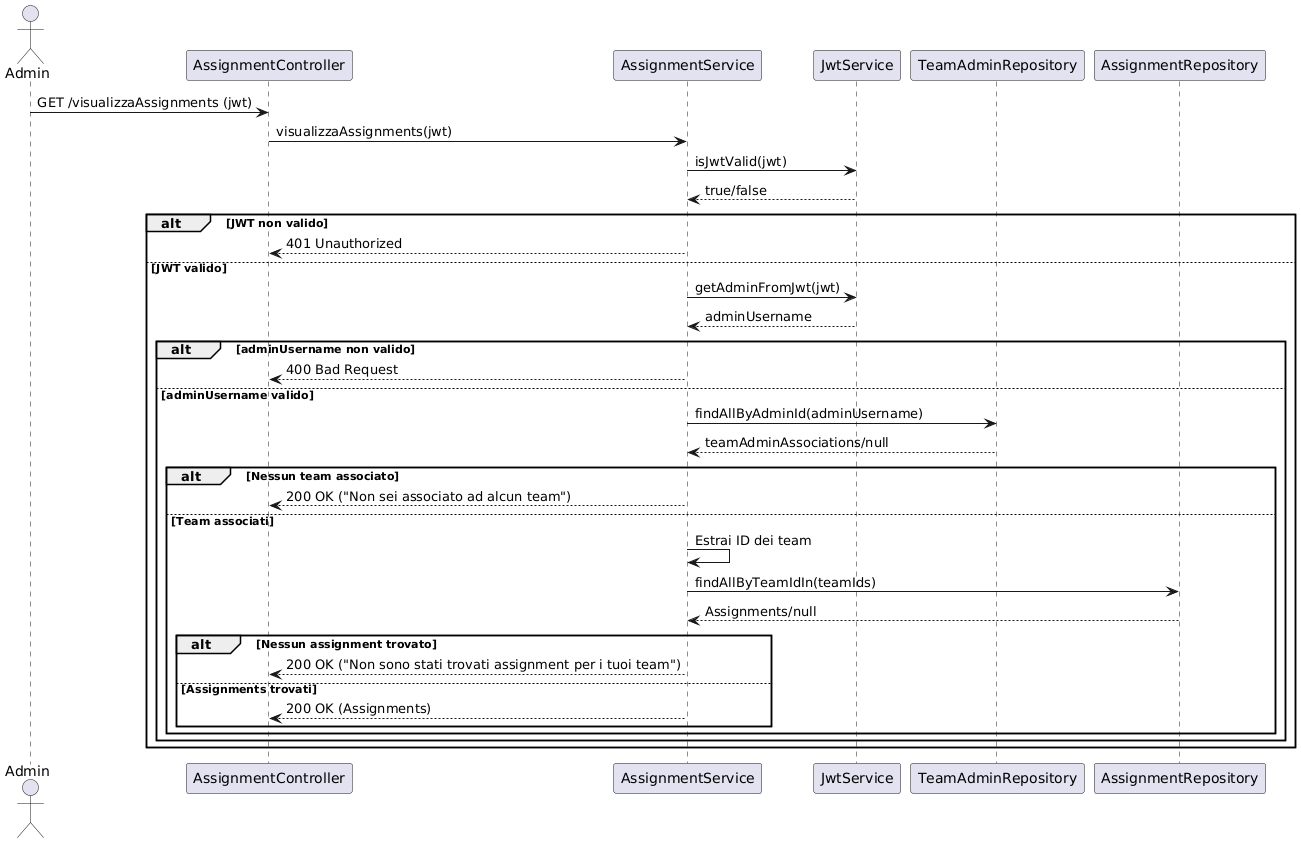 Admin
AssignmentController
AssignmentService
JwtService
TeamAdminRepository
AssignmentRepository
GET /visualizzaAssignments (jwt)
visualizzaAssignments(jwt)
isJwtValid(jwt)
true/false
alt
[JWT non valido]
401 Unauthorized
[JWT valido]
getAdminFromJwt(jwt)
adminUsername
alt
[adminUsername non valido]
400 Bad Request
[adminUsername valido]
findAllByAdminId(adminUsername)
teamAdminAssociations/null
alt
[Nessun team associato]
200 OK ("Non sei associato ad alcun team")
[Team associati]
Estrai ID dei team
findAllByTeamIdIn(teamIds)
Assignments/null
alt
[Nessun assignment trovato]
200 OK ("Non sono stati trovati assignment per i tuoi team")
[Assignments trovati]
200 OK (Assignments)
Admin
AssignmentController
AssignmentService
JwtService
TeamAdminRepository
AssignmentRepository